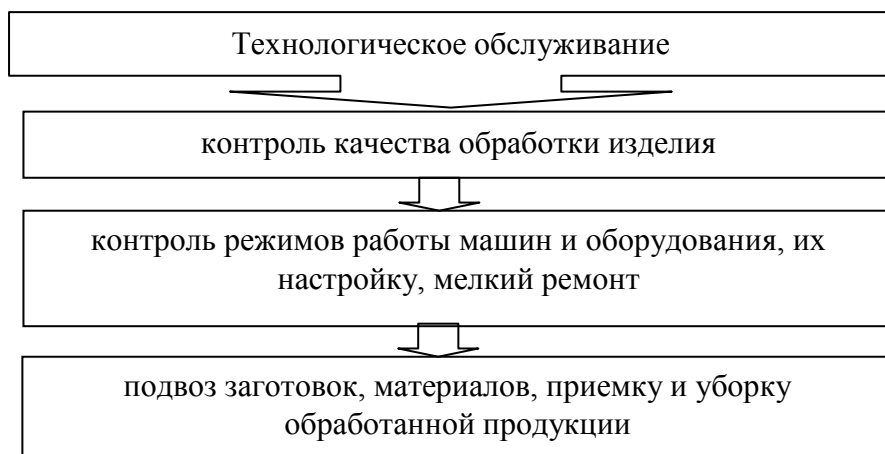 Технологическое обслуживание
контроль качества обработки изделия
контроль режимов работы машин и оборудования, их
настройку, мелкий ремонт
подвоз заготовок, материалов, приемку и уборку
обработанной продукции